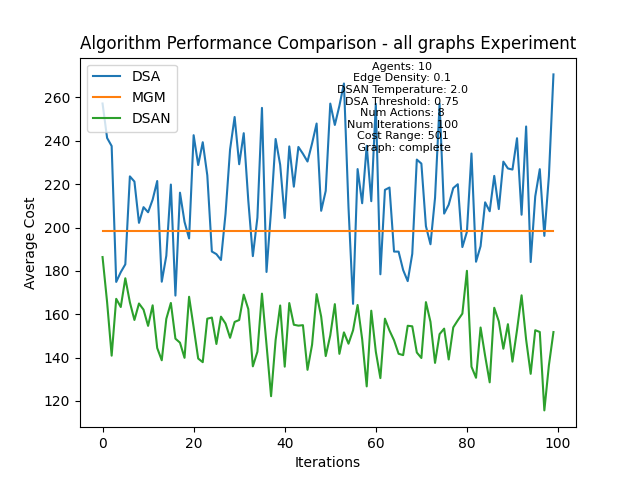 Algorithm Performance Comparison - all graphs Experiment
DSA
MGM
DSAN
Agents: 10
Edge Density: 0.1
DSAN Temperature: 2.0
DSA Threshold: 0.75
Num Actions: 8
Num Iterations: 100
Cost Range: 501
Graph: complete
Average Cost
260
240
220
200
180
160
140
120
0 20 40 60 80 100
Iterations